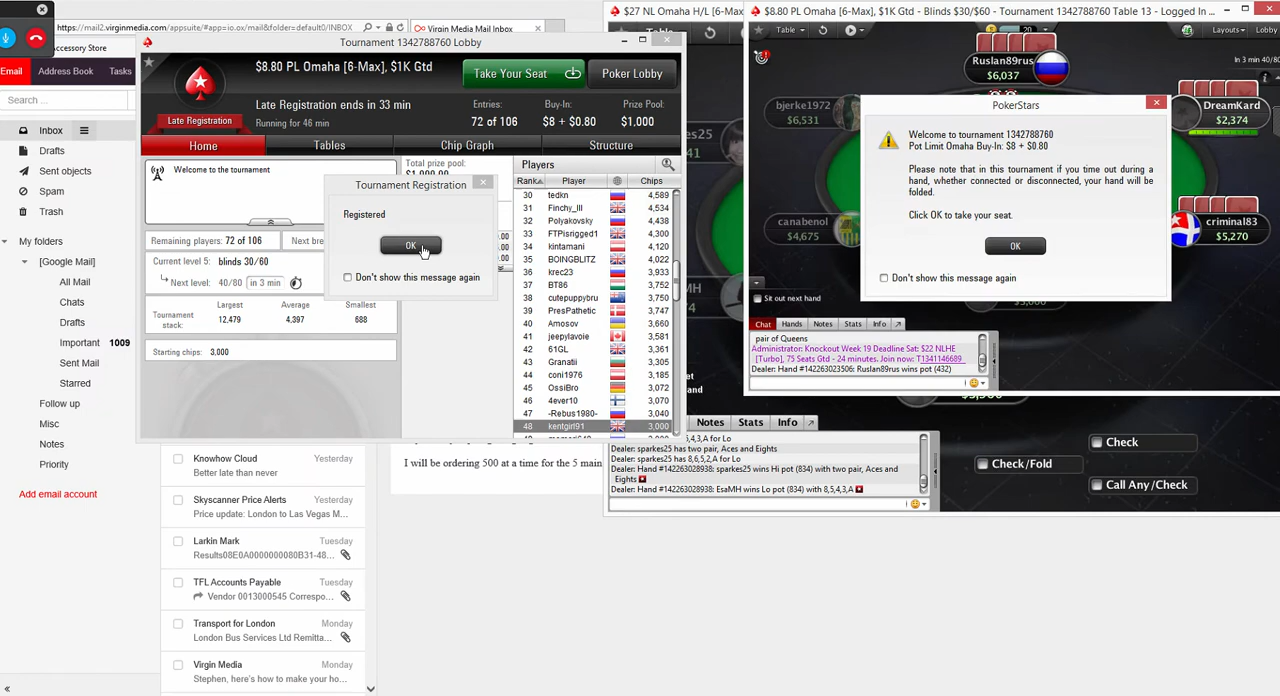 https://mail2.virginmedia.com/appsuite/#app=io.ox/mail&folder=default0/INBOX
Virgin Media Mail Inbox
Accessory Store
Email
Address Book
Tasks
Search ...
Inbox
Drafts
Sent objects
Spam
Trash
My folders
[Google Mail]
All Mail
Chats
Drafts
Important 1009
Sent Mail
Starred
Follow up
Misc
Notes
Priority
Add email account
Knowhow Cloud Yesterday
Better late than never
Skyscanner Price Alerts Yesterday
Price update: London to Las Vegas M...
Larkin Mark Tuesday
Results08E0A0000000080B31-48...
TFL Accounts Payable Tuesday
Vendor 0013000545 Correspo...
Transport for London Monday
London Bus Services Ltd Remitta...
Virgin Media Monday
Stephen, here's how to make your ho...
I will be ordering 500 at a time for the 5 main
Tournament 1342788760 Lobby
$8.80 PL Omaha [6-Max], $1K Gtd
Take Your Seat
Poker Lobby
Late Registration
Late Registration ends in 33 min
Running for 46 min
Entries:
72 of 106
Buy-In:
$8 + $0.80
Prize Pool:
$1,000
Home
Tables
Chip Graph
Structure
Welcome to the tournament
Total prize pool:
Remaining players: 72 of 106
Next bre
Current level 5: blinds 30/60
Next level: 40/80 in 3 min
Tournament stack:
Largest
12,479
Average
4,397
Smallest
688
Starting chips: 3,000
Tournament Registration
Registered
OK
Don't show this message again
Players
Rank Player Chips
30 tedkn 4,589
31 Finchy_III 4,534
32 Polyakovsky 4,438
33 FTPisrigged1 4,300
34 kintamani 4,120
35 BOINGBLITZ 4,000
36 krec23 3,933
37 BT86 3,752
38 cutepuppybru 3,750
39 PresPathetic 3,742
40 Amosov 3,660
41 jeepylavoie 3,581
42 61GL 3,361
43 Granatii 3,305
44 coni1976 3,185
45 OssiBro 3,072
46 4ever10 3,070
47 -Rebus1980- 3,040
48 kentgirl91 3,000
$27 NL Omaha H/L [6-Max]
$8.80 PL Omaha [6-Max], $1K Gtd - Blinds $30/$60 - Tournament 1342788760 Table 13 - Logged In ...
Table
Layouts
Lobby
In 3 min 40/80
Ruslan89rus
$6,037
bjerke1972
$6,531
DreamKard
$2,374
canabenol
$4,675
criminal83
$5,270
PokerStars
Welcome to tournament 1342788760
Pot Limit Omaha Buy-In: $8 + $0.80
Please note that in this tournament if you time out during a
hand, whether connected or disconnected, your hand will be
folded.
Click OK to take your seat.
OK
Don't show this message again
Sit out next hand
Chat
Hands
Notes
Stats
Info
pair of Queens
Administrator: Knockout Week 19 Deadline Sat: $22 NLHE
[Turbo], 75 Seats Gtd - 24 minutes. Join now: T1341146689
Dealer: Hand #142263023506: Ruslan89rus wins pot (432)
Notes
Stats
Info
6,5,4,3,A for Lo
Dealer: sparkes25 has two pair, Aces and Eights
Dealer: sparkes25 has 8,6,5,2,A for Lo
Dealer: Hand #142263028938: sparkes25 wins Hi pot (834) with two pair, Aces and
Eights
Dealer: Hand #142263028938: EsaMH wins Lo pot (834) with 8,5,4,3,A
Check
Check/Fold
Call Any/Check